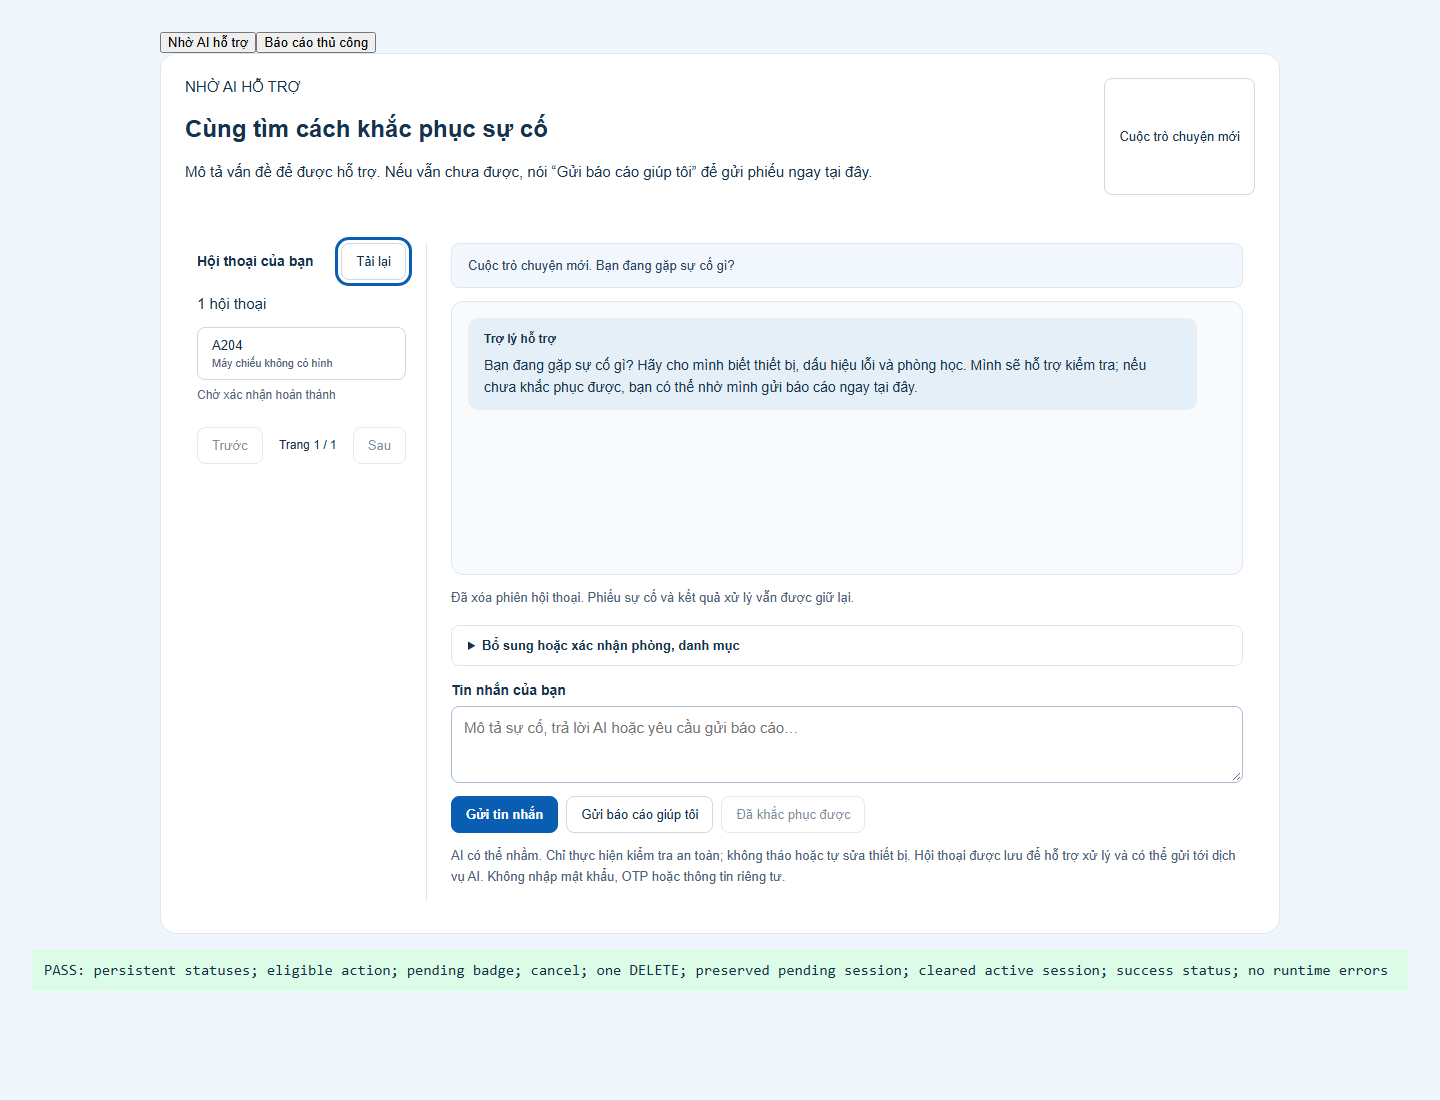 Nhờ AI hỗ trợ Báo cáo thủ công
NHỜ AI HỖ TRỢ
Cùng tìm cách khắc phục sự cố
Mô tả vấn đề để được hỗ trợ. Nếu vẫn chưa được, nói “Gửi báo cáo giúp tôi” để gửi phiếu ngay tại đây.
Cuộc trò chuyện mới
Hội thoại của bạn
Tải lại
1 hội thoại
A204
Máy chiếu không có hình
Chờ xác nhận hoàn thành
Trước Trang 1 / 1 Sau
Cuộc trò chuyện mới. Bạn đang gặp sự cố gì?
Trợ lý hỗ trợ
Bạn đang gặp sự cố gì? Hãy cho mình biết thiết bị, dấu hiệu lỗi và phòng học. Mình sẽ hỗ trợ kiểm tra; nếu
chưa khắc phục được, bạn có thể nhờ mình gửi báo cáo ngay tại đây.
Đã xóa phiên hội thoại. Phiếu sự cố và kết quả xử lý vẫn được giữ lại.
Bổ sung hoặc xác nhận phòng, danh mục
Tin nhắn của bạn
Mô tả sự cố, trả lời AI hoặc yêu cầu gửi báo cáo…
Gửi tin nhắn Gửi báo cáo giúp tôi Đã khắc phục được
AI có thể nhầm. Chỉ thực hiện kiểm tra an toàn; không tháo hoặc tự sửa thiết bị. Hội thoại được lưu để hỗ trợ xử lý và có thể gửi tới dịch
vụ AI. Không nhập mật khẩu, OTP hoặc thông tin riêng tư.
PASS: persistent statuses; eligible action; pending badge; cancel; one DELETE; preserved pending session; cleared active session; success status; no runtime errors